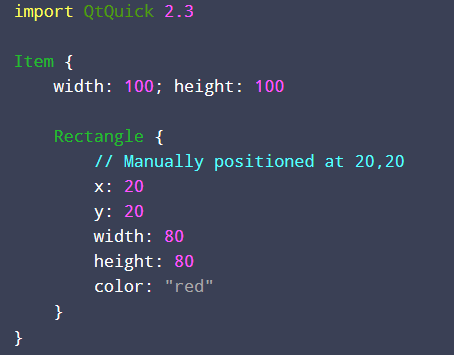 import QtQuick 2.3

Item {
    width: 100; height: 100

    Rectangle {
        // Manually positioned at 20,20
        x: 20
        y: 20
        width: 80
        height: 80
        color: "red"
    }
}